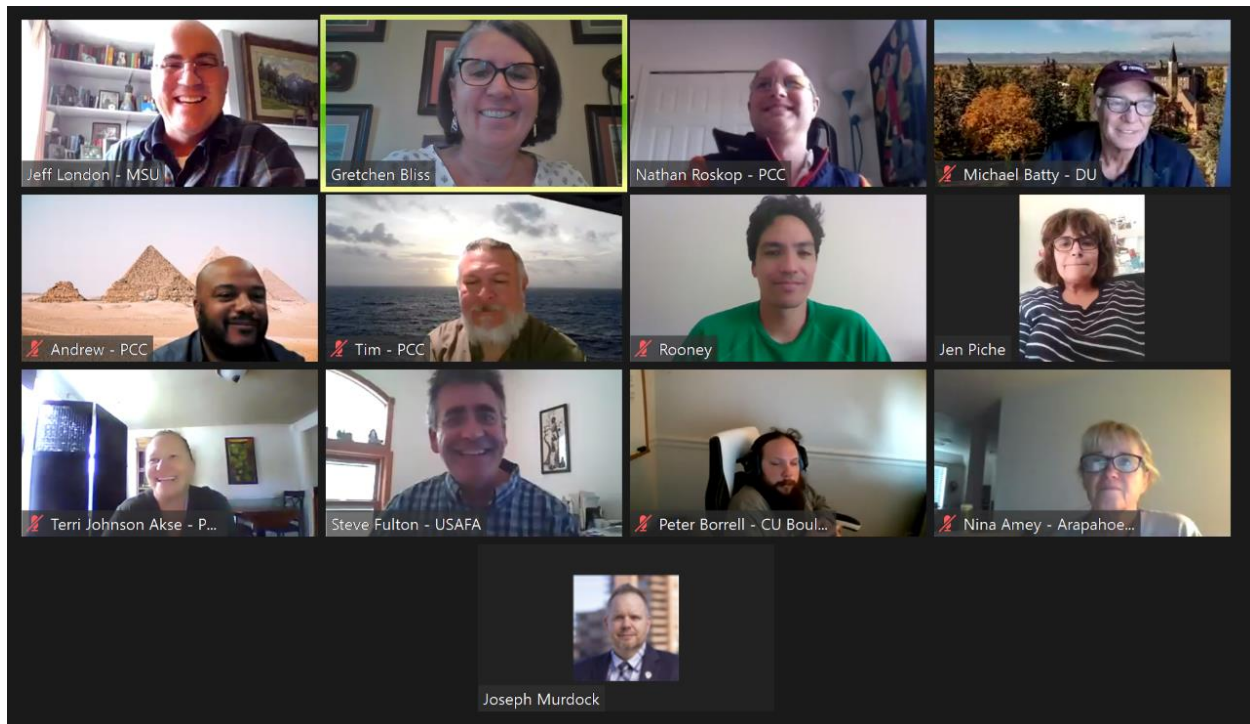 Jeff London - MSU
Gretchen Bliss
Nathan Roskop - PCC
Michael Batty - DU
Andrew - PCC
Tim - PCC
Rooney
Jen Piche
Terri Johnson Akse - P...
Steve Fulton - USAFA
Peter Borrell - CU Boul...
Nina Amey - Arapahoe...
Joseph Murdock